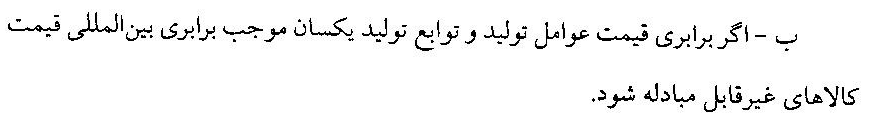 ب - اگر برابری قیمت عوامل تولید و توابع تولید یکسان موجب برابری بین‌المللی قیمت
کالاهای غیرقابل مبادله شود.